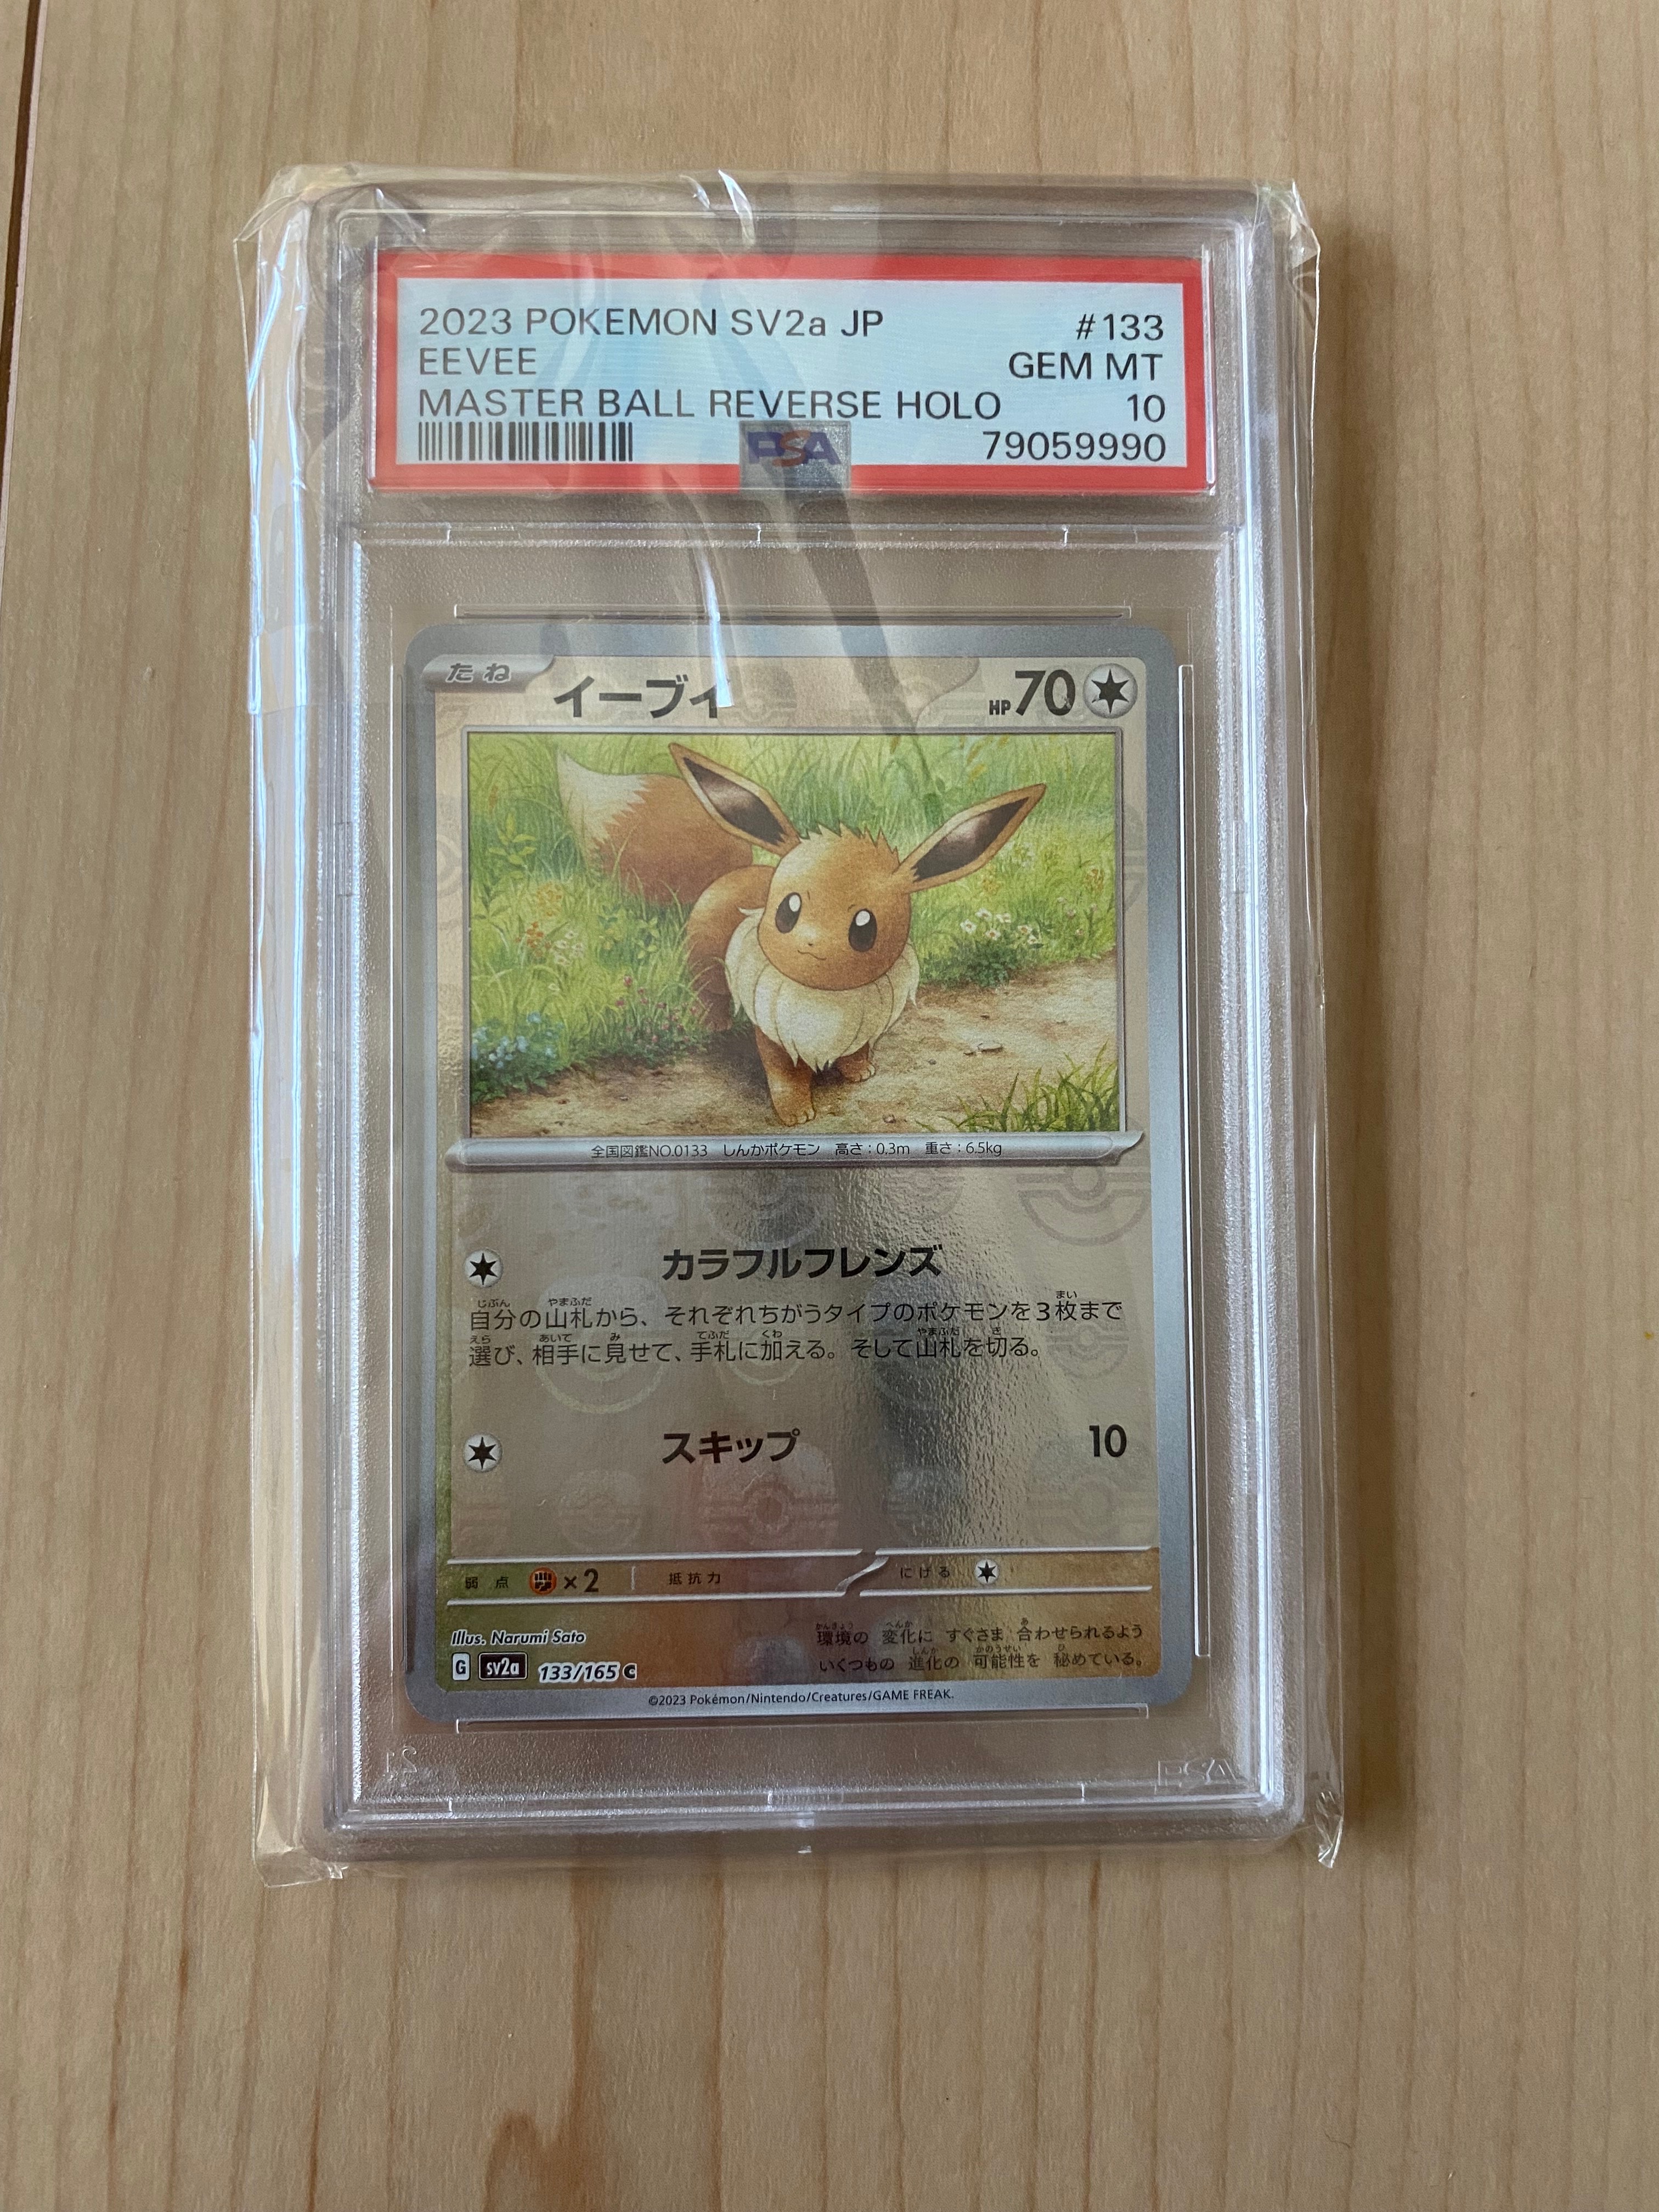 2023 POKEMON SV2a JP #133
EEVEE GEM MT
MASTER BALL REVERSE HOLO 10
PSA 79059990
たね イーブイ HP70
全国図鑑NO.0133 しんかポケモン 高さ：0.3m 重さ：6.5kg
カラフルフレンズ
自分の山札から、それぞれちがうタイプのポケモンを3枚まで
選び、相手に見せて、手札に加える。そして山札を切る。
スキップ 10
弱点 ×2 抵抗力 にげる
Illus. Narumi Sato
環境の 変化に すぐさま 合わせられるよう
いくつもの 進化の 可能性を 秘めている。
G sv2a 133/165 C
©2023 Pokémon/Nintendo/Creatures/GAME FREAK.
PSA